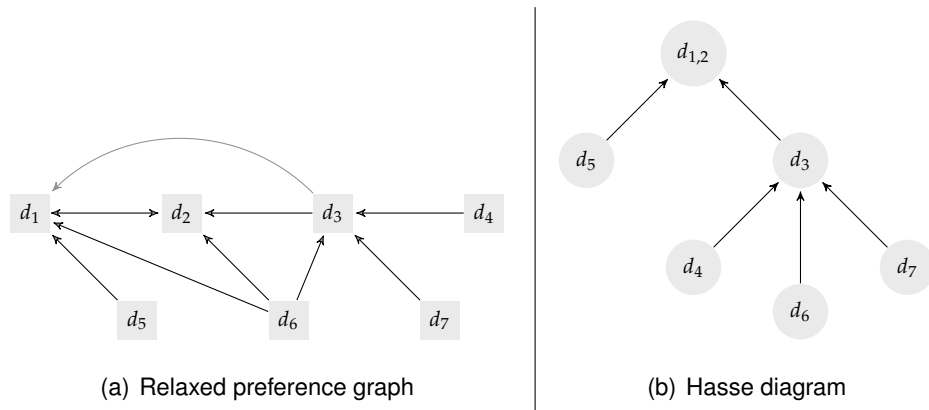 d1,2
d5
d3
d1
d2
d3
d4
d4
d7
d6
d5
d6
d7
(a) Relaxed preference graph
(b) Hasse diagram